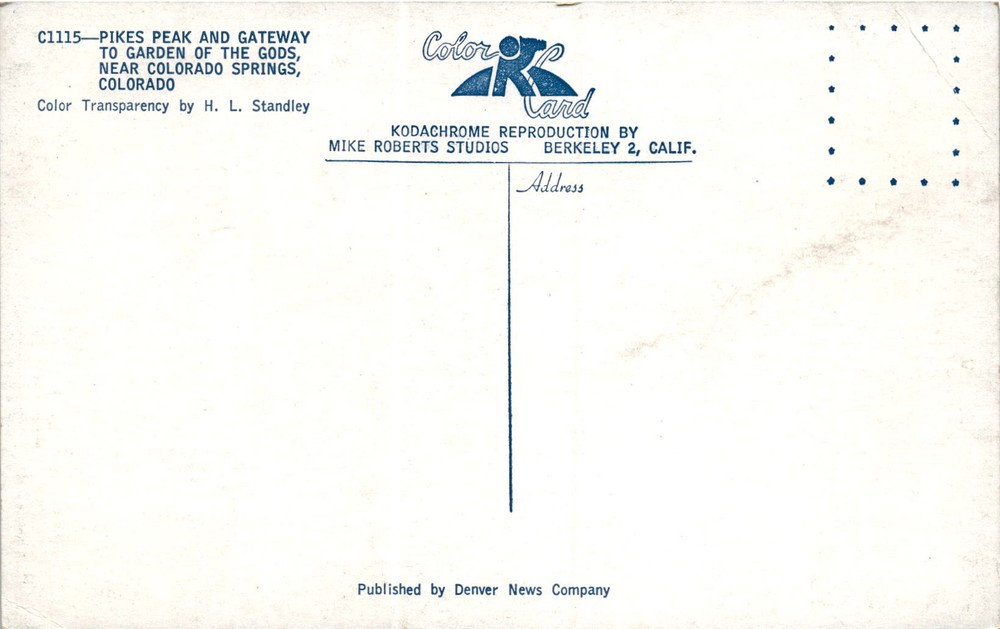 C1115—PIKES PEAK AND GATEWAY
TO GARDEN OF THE GODS,
NEAR COLORADO SPRINGS,
COLORADO
Color Transparency by H. L. Standley
Color
Card
KODACHROME REPRODUCTION BY
MIKE ROBERTS STUDIOS BERKELEY 2, CALIF.
Address
Published by Denver News Company